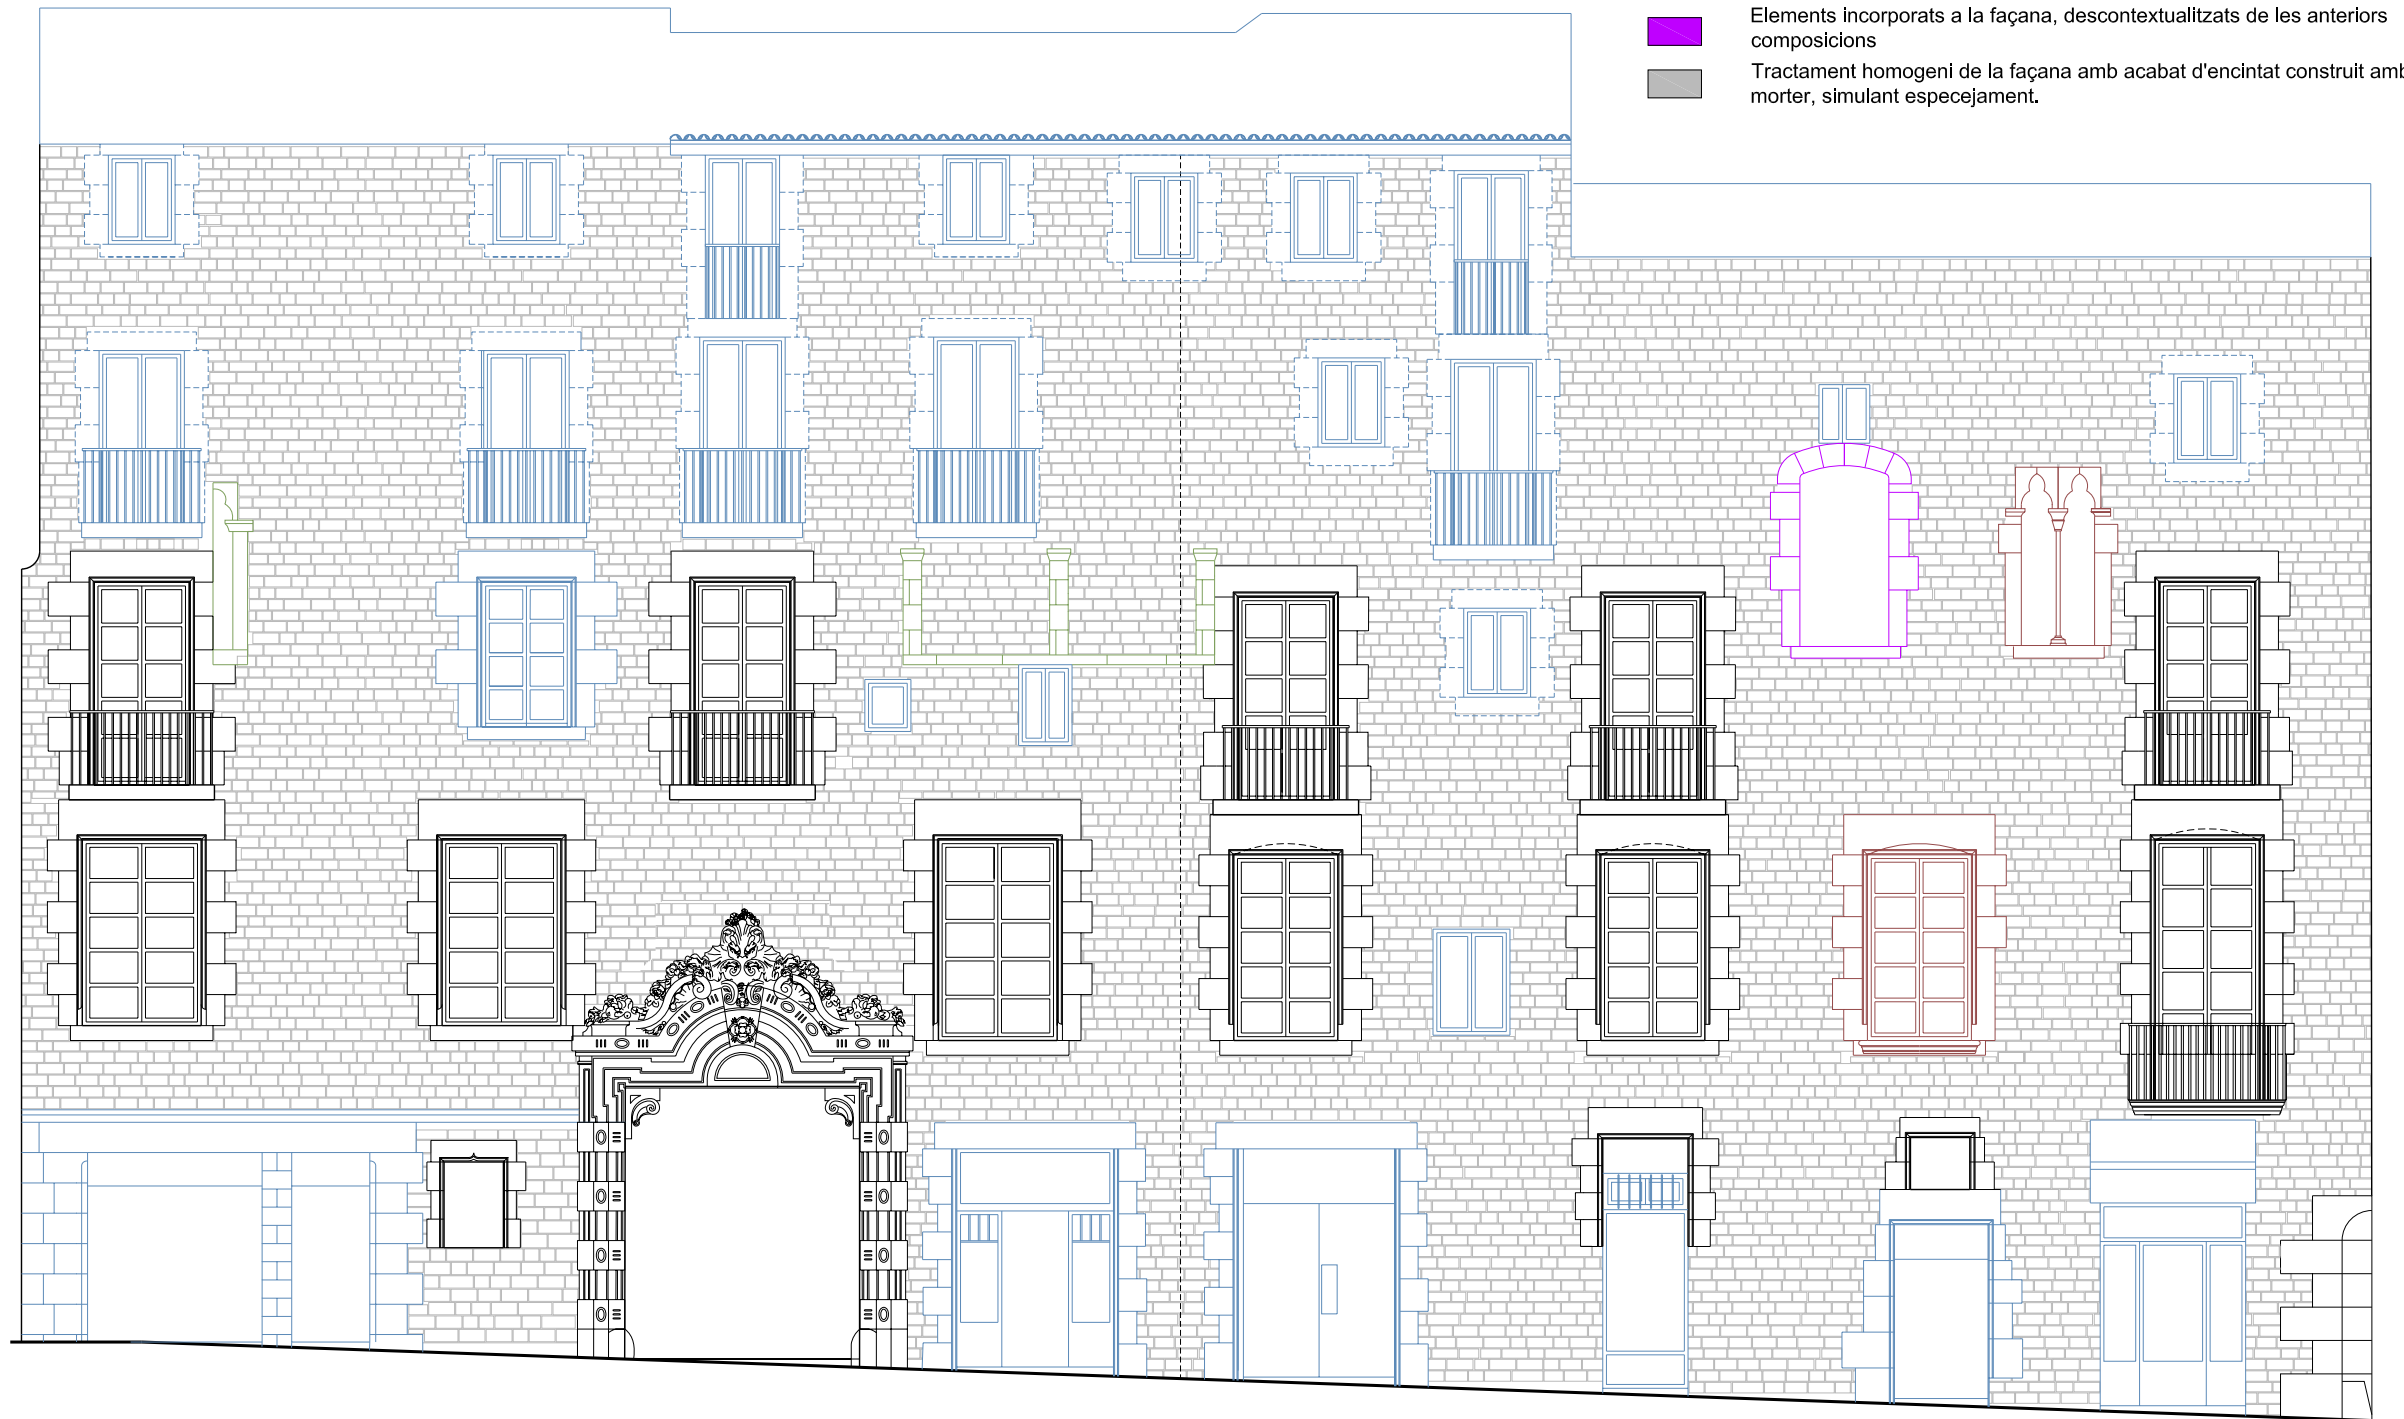 Elements incorporats a la façana, descontextualitzats de les anteriors
composicions
Tractament homogeni de la façana amb acabat d'encintat construit amb
morter, simulant especejament.